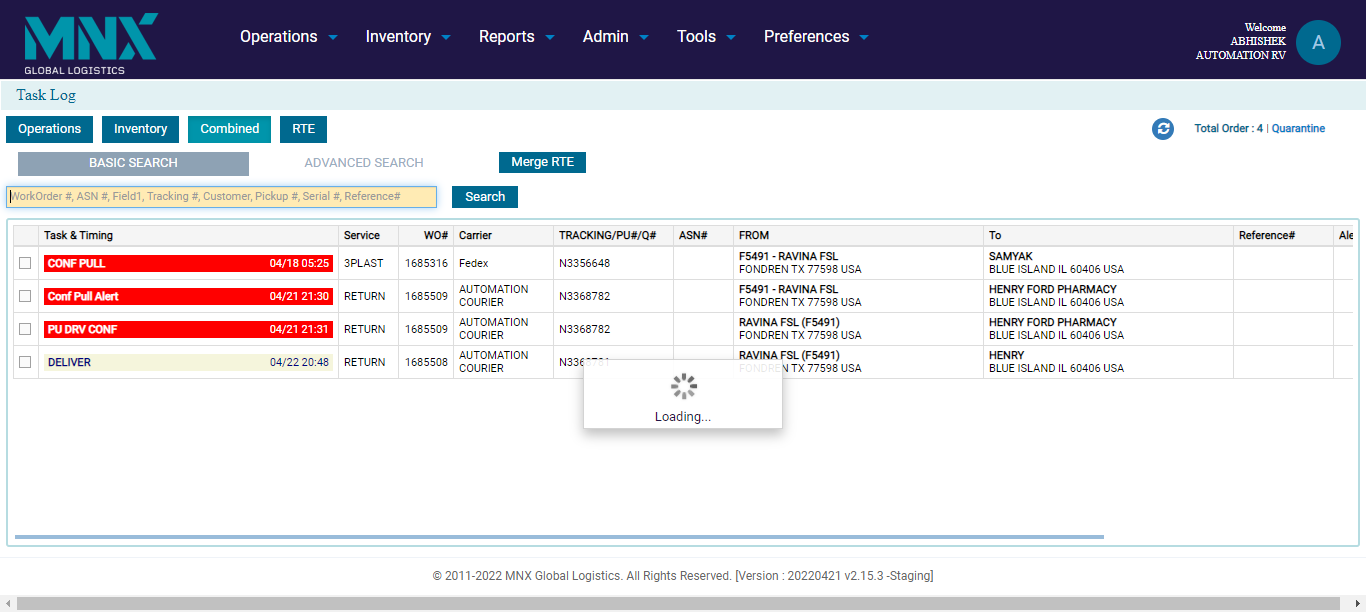 MNX
GLOBAL LOGISTICS
Operations Inventory Reports Admin Tools Preferences
Welcome
ABHISHEK
AUTOMATION RV
A
Task Log
Operations Inventory Combined RTE
Total Order : 4 | Quarantine
BASIC SEARCH ADVANCED SEARCH Merge RTE
WorkOrder #, ASN #, Field1, Tracking #, Customer, Pickup #, Serial #, Reference#
Search
Task & Timing Service WO# Carrier TRACKING/PU#/Q# ASN# FROM To Reference# Ale
CONF PULL 04/18 05:25 3PLAST 1685316 Fedex N3356648 F5491 - RAVINA FSL SAMYAK
FONDREN TX 77598 USA BLUE ISLAND IL 60406 USA
Conf Pull Alert 04/21 21:30 RETURN 1685509 AUTOMATION N3368782 F5491 - RAVINA FSL HENRY FORD PHARMACY
COURIER FONDREN TX 77598 USA BLUE ISLAND IL 60406 USA
PU DRV CONF 04/21 21:31 RETURN 1685509 AUTOMATION N3368782 RAVINA FSL (F5491) HENRY FORD PHARMACY
COURIER FONDREN TX 77598 USA BLUE ISLAND IL 60406 USA
DELIVER 04/22 20:48 RETURN 1685508 AUTOMATION N3368781 RAVINA FSL (F5491) HENRY
COURIER FONDREN TX 77598 USA BLUE ISLAND IL 60406 USA
Loading...
© 2011-2022 MNX Global Logistics. All Rights Reserved. [Version : 20220421 v2.15.3 -Staging]